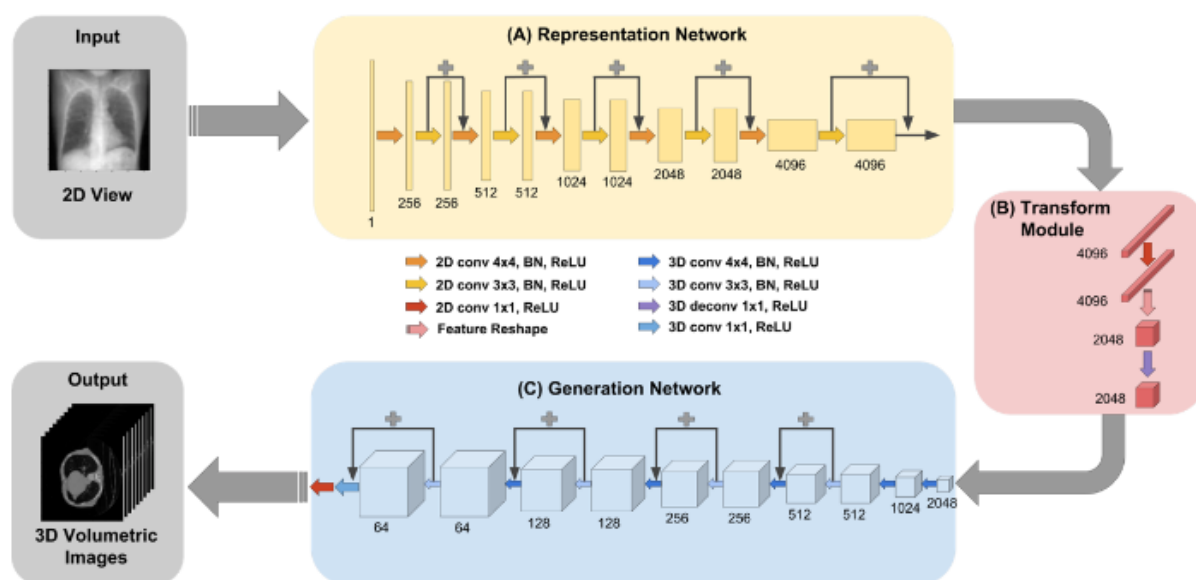 Input
2D View
(A) Representation Network
1
256
256
512
512
1024
1024
2048
2048
4096
4096
(B) Transform
Module
4096
4096
2048
2048
2D conv 4x4, BN, ReLU
2D conv 3x3, BN, ReLU
2D conv 1x1, ReLU
Feature Reshape
3D conv 4x4, BN, ReLU
3D conv 3x3, BN, ReLU
3D deconv 1x1, ReLU
3D conv 1x1, ReLU
Output
3D Volumetric
Images
(C) Generation Network
64
64
128
128
256
256
512
512
1024
2048